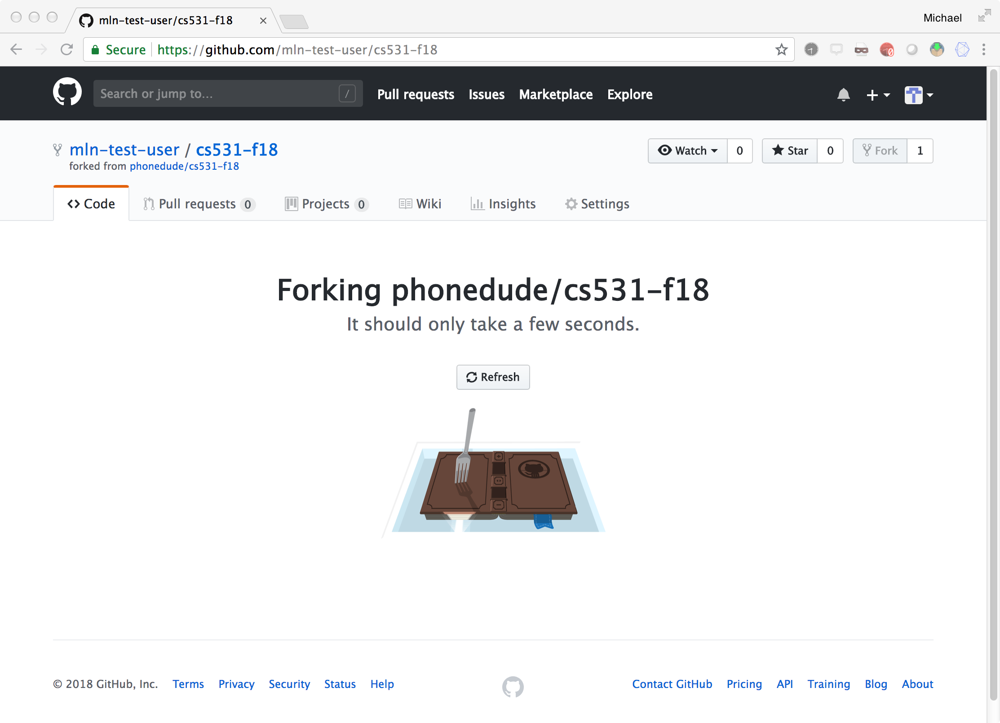 mln-test-user/cs531-f18 ×
Michael
Secure https://github.com/mln-test-user/cs531-f18
Search or jump to... /
Pull requests Issues Marketplace Explore
mln-test-user / cs531-f18
forked from phonedude/cs531-f18
Watch 0 Star 0 Fork 1
Code Pull requests 0 Projects 0 Wiki Insights Settings
Forking phonedude/cs531-f18
It should only take a few seconds.
Refresh
© 2018 GitHub, Inc. Terms Privacy Security Status Help
Contact GitHub Pricing API Training Blog About